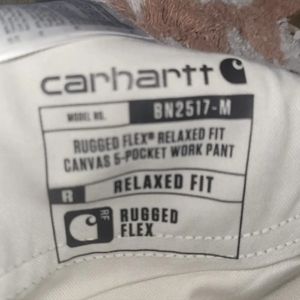 carhartt
MODEL NO. BN2517-M
RUGGED FLEX® RELAXED FIT
CANVAS 5-POCKET WORK PANT
R RELAXED FIT
RF RUGGED
FLEX